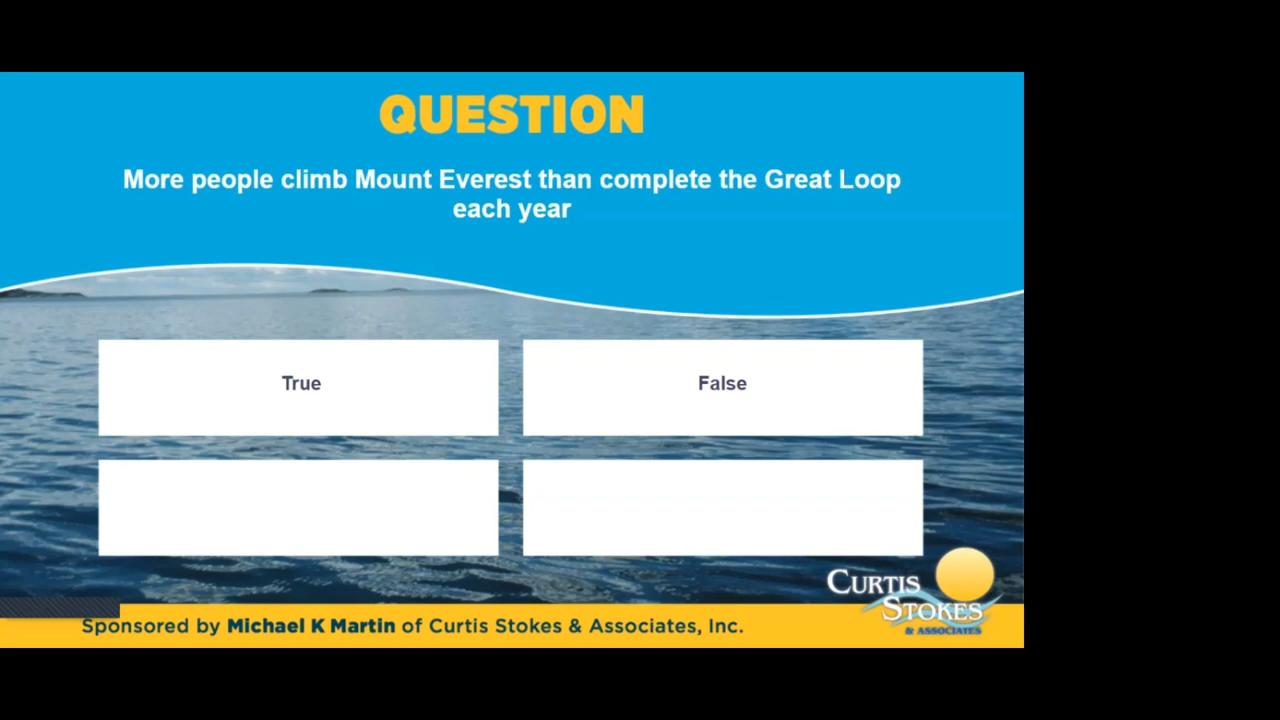 QUESTION
More people climb Mount Everest than complete the Great Loop
each year
True
False
CURTIS
STOKES
& ASSOCIATES
Sponsored by Michael K Martin of Curtis Stokes & Associates, Inc.